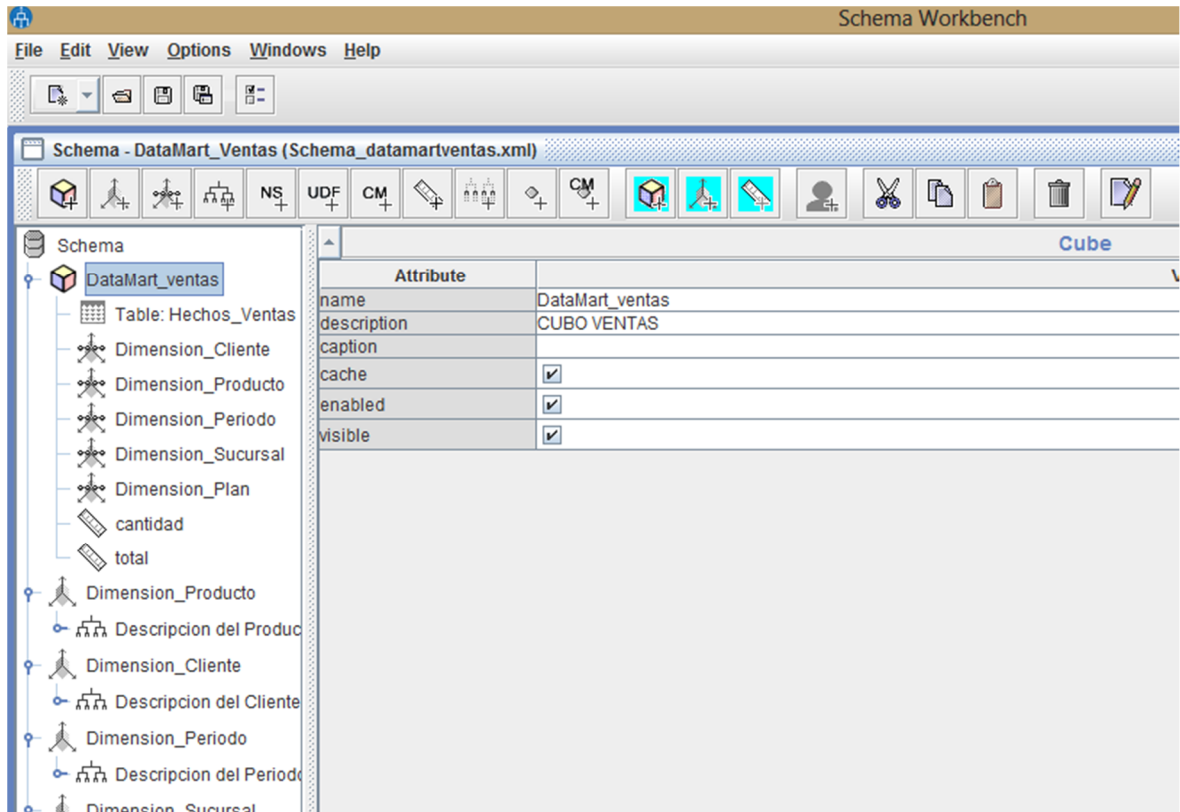 Schema Workbench
File Edit View Options Windows Help
Schema - DataMart_Ventas (Schema_datamartventas.xml)
NS UDF CM CM
Schema
DataMart_ventas
Table: Hechos_Ventas
Dimension_Cliente
Dimension_Producto
Dimension_Periodo
Dimension_Sucursal
Dimension_Plan
cantidad
total
Dimension_Producto
Descripcion del Produc
Dimension_Cliente
Descripcion del Cliente
Dimension_Periodo
Descripcion del Periodo
Dimension_Sucursal
Cube
Attribute V
name DataMart_ventas
description CUBO VENTAS
caption
cache
enabled
visible